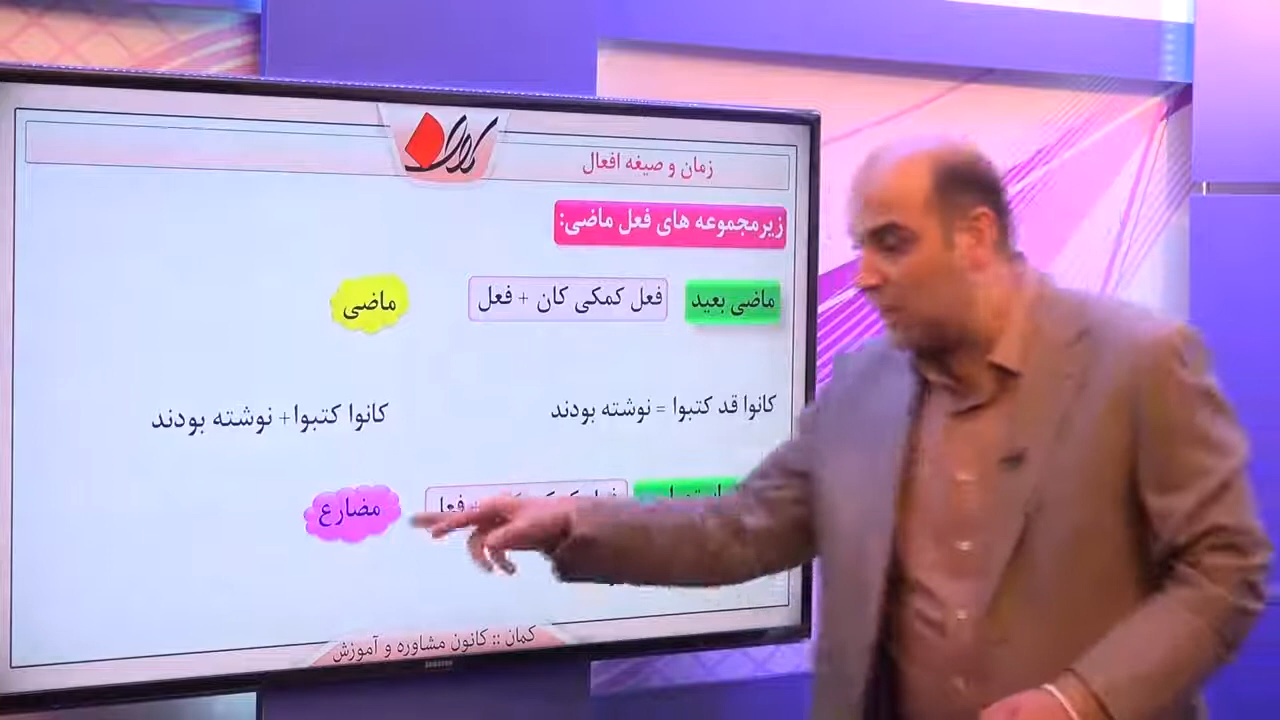 زمان و صیغه افعال
زیرمجموعه های فعل ماضی:
ماضی بعید فعل کمکی کان + فعل ماضی
کانوا قد کتبوا = نوشته بودند کانوا کتبوا+ نوشته بودند
مضارع
کمان :: کانون مشاوره و آموزش
SAMSUNG